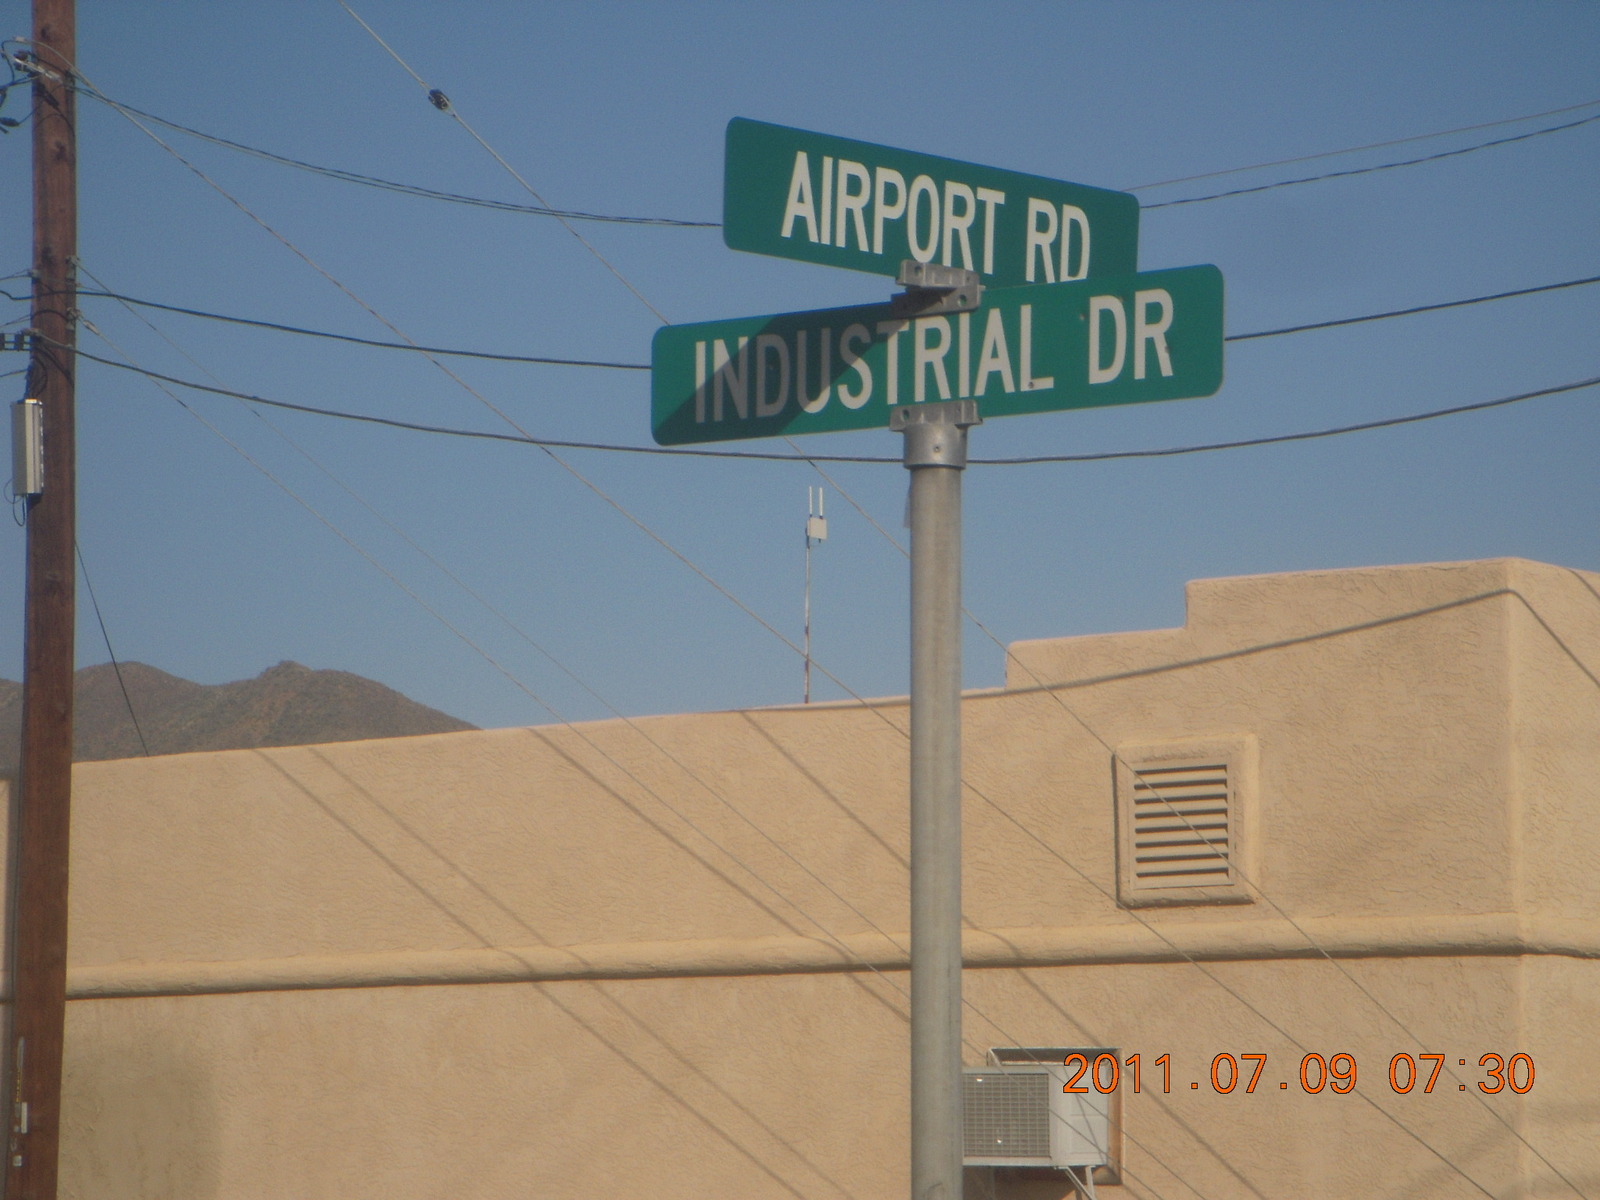 AIRPORT RD
INDUSTRIAL DR
2011.07.09 07:30